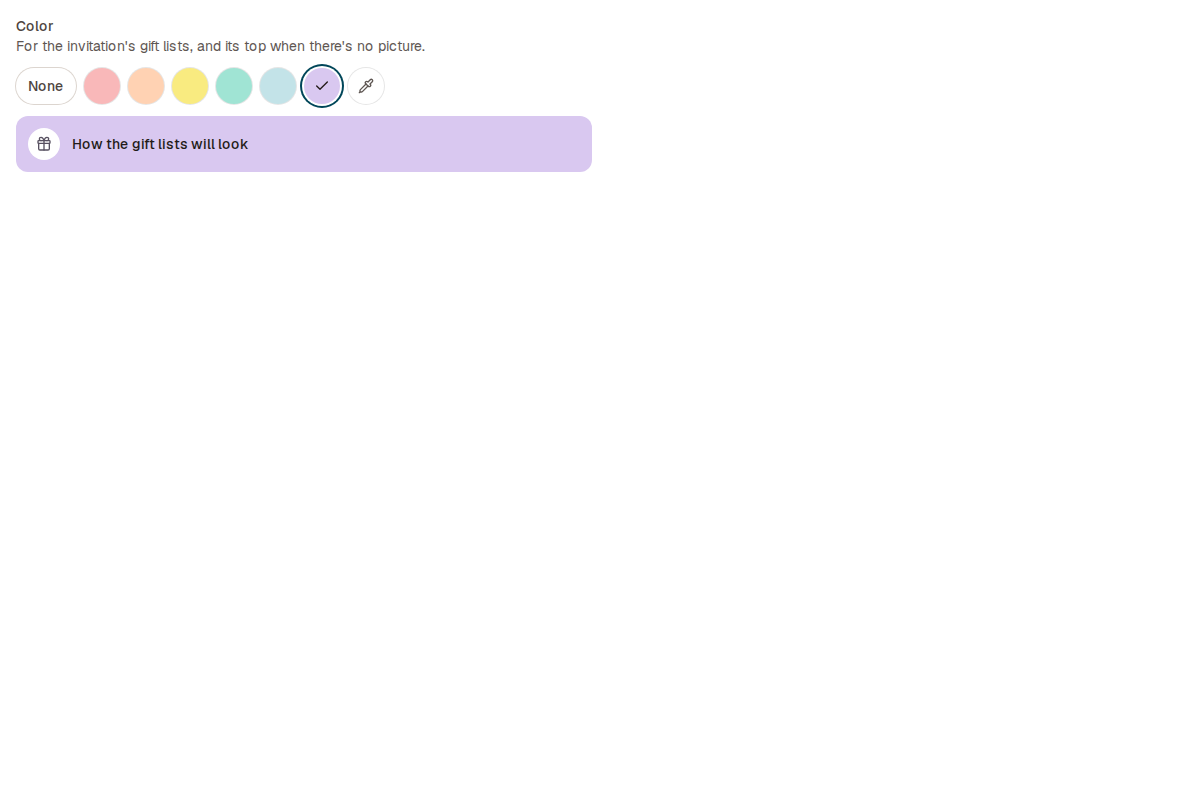 Color
For the invitation's gift lists, and its top when there's no picture.
None
How the gift lists will look